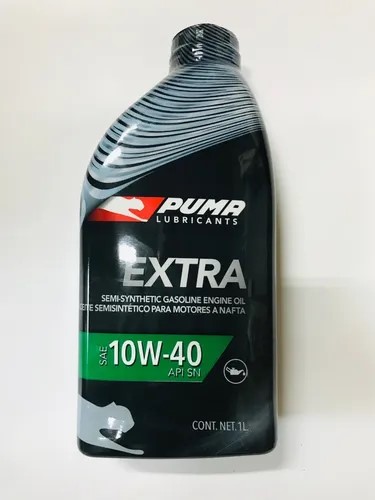 PUMA
LUBRICANTS
EXTRA
SEMI-SYNTHETIC GASOLINE ENGINE OIL
SEMISINTÉTICO PARA MOTORES A NAFTA
SAE 10W-40
API SN
CONT. NET. 1L